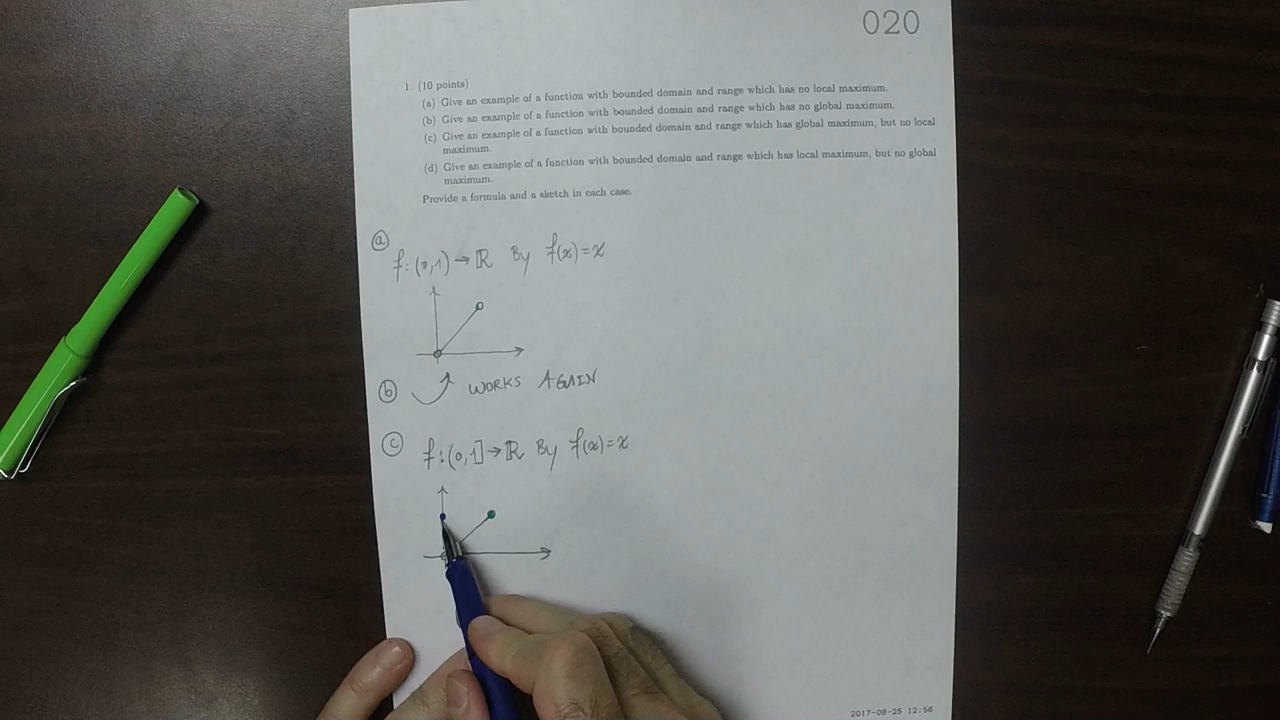 020
1. (10 points)
(a) Give an example of a function with bounded domain and range which has no local maximum.
(b) Give an example of a function with bounded domain and range which has no global maximum.
(c) Give an example of a function with bounded domain and range which has global maximum, but no local
maximum.
(d) Give an example of a function with bounded domain and range which has local maximum, but no global
maximum.
Provide a formula and a sketch in each case.
(a)
f: (0,1) → ℝ By f(x) = x
(b) WORKS AGAIN
(c) f: (0,1] → ℝ By f(x) = x
2017-08-25 12:56